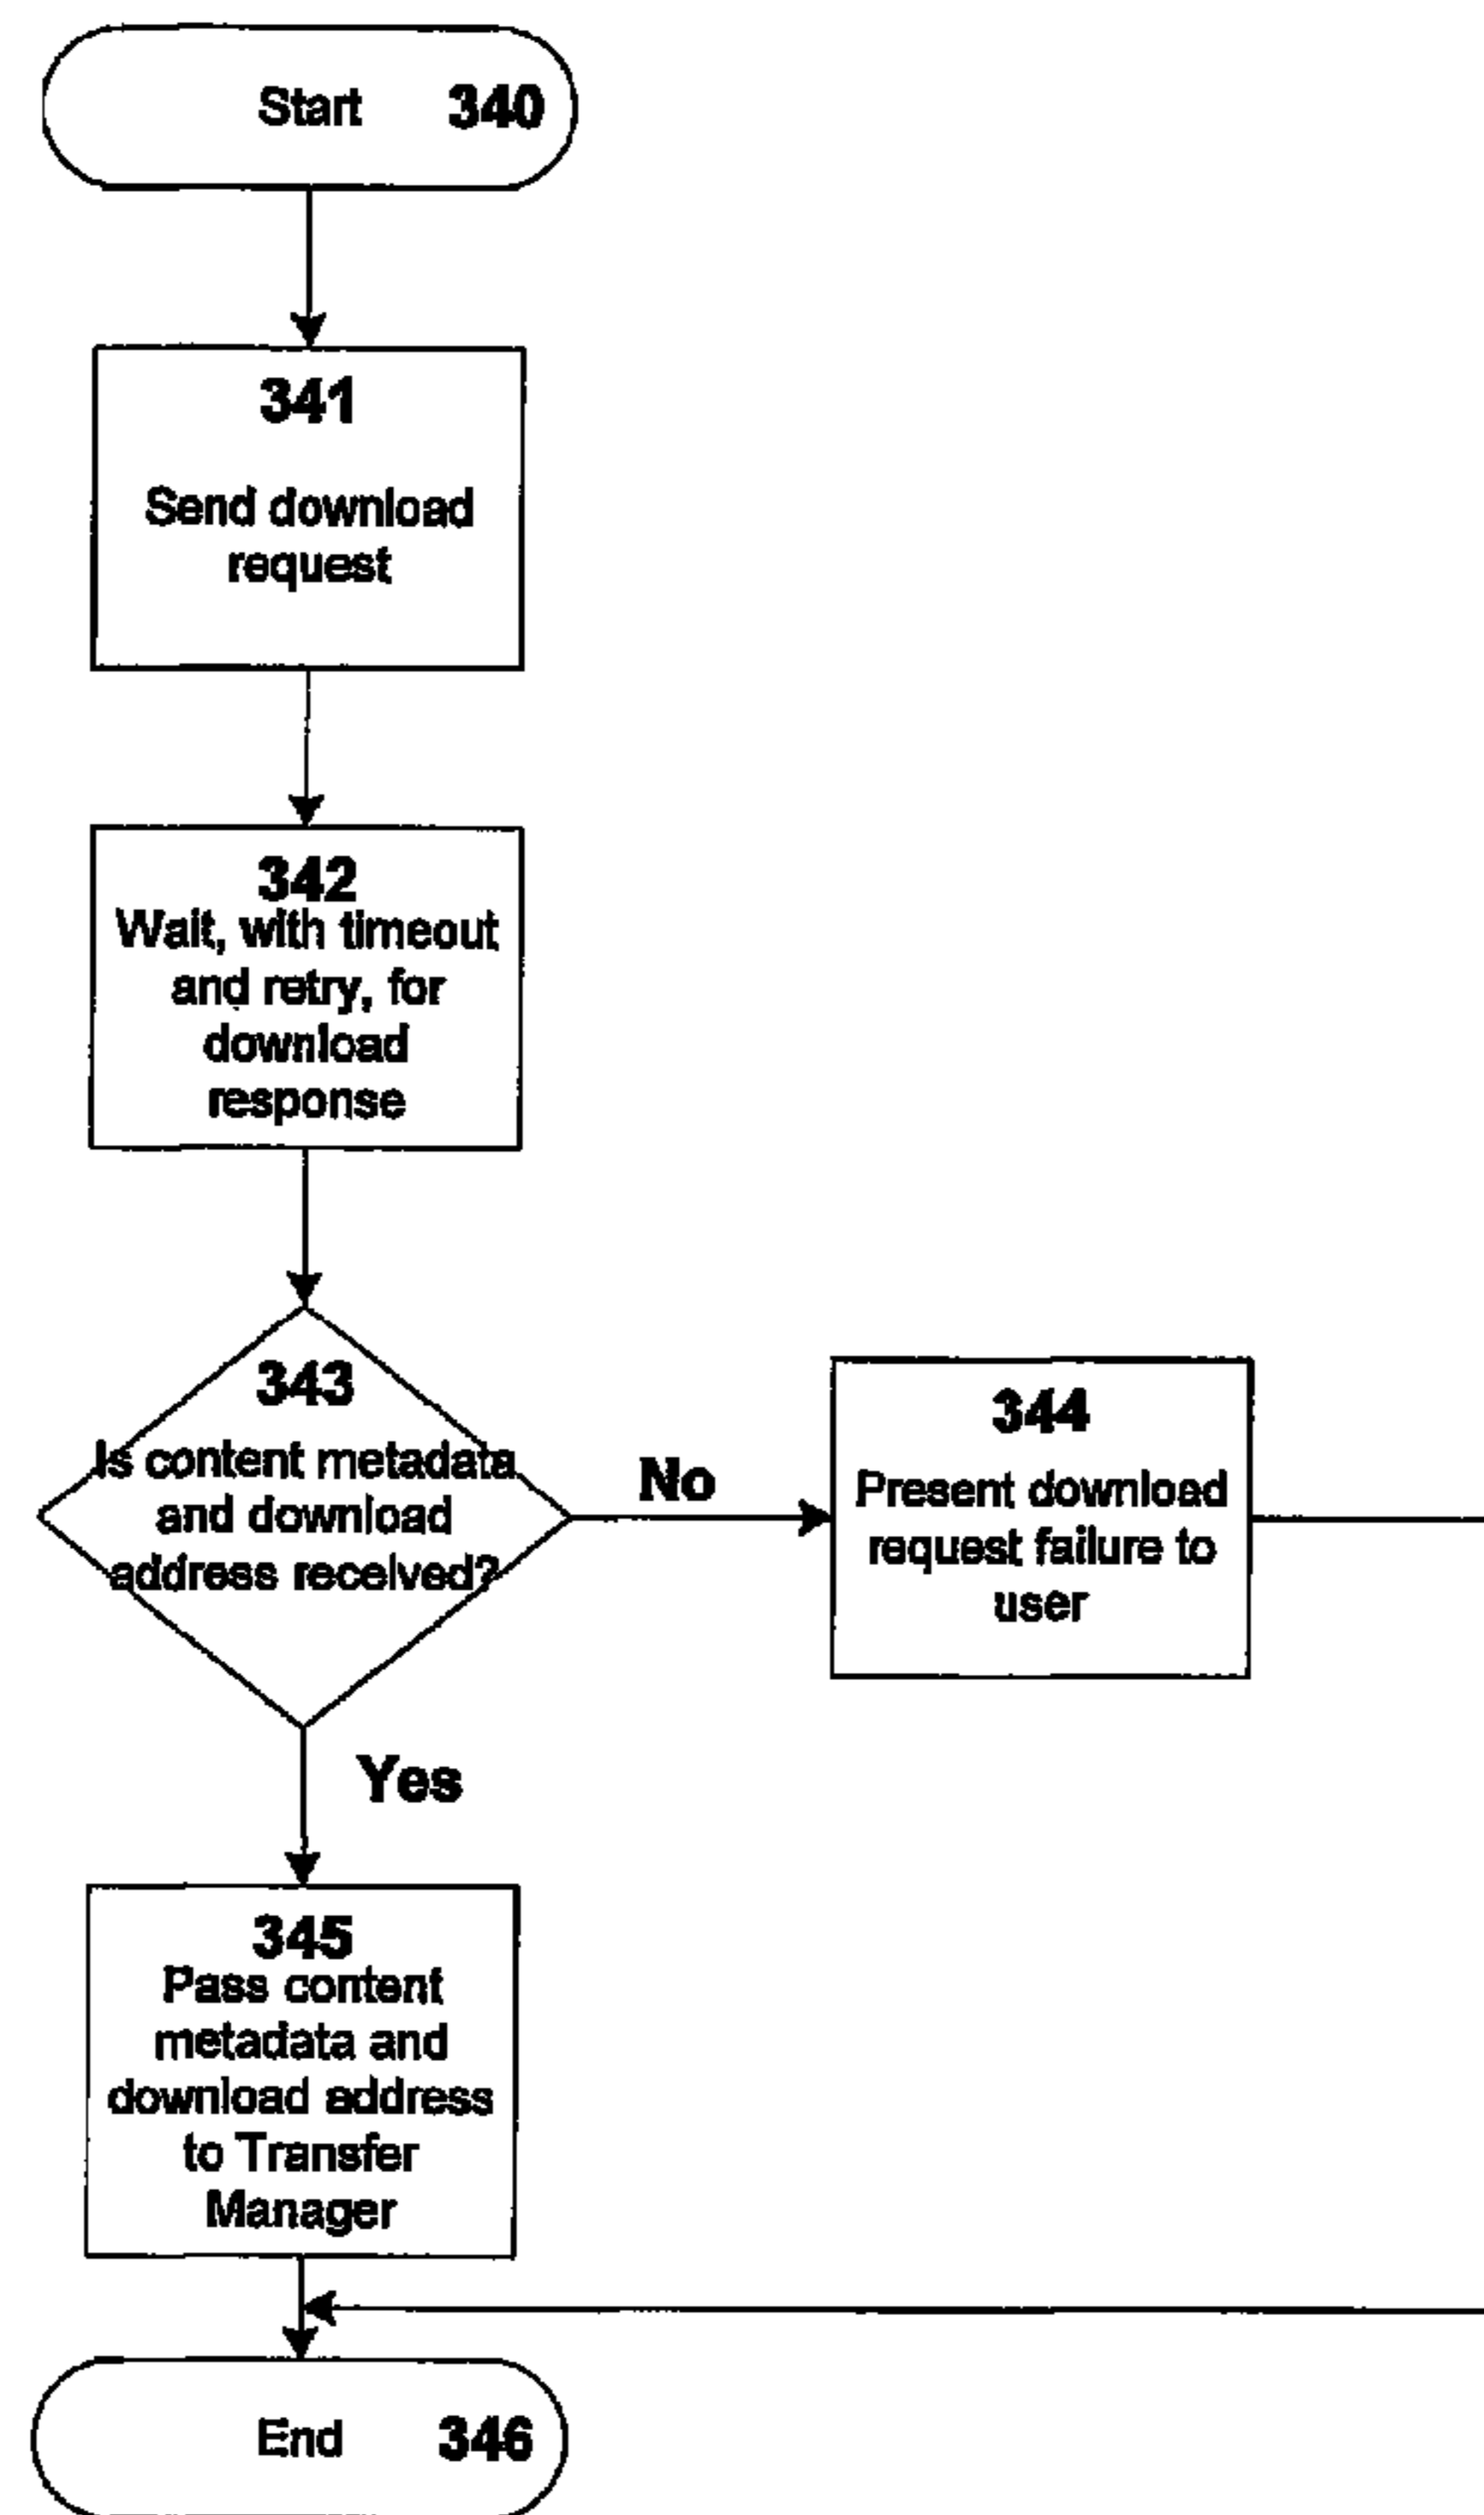 Start 340
341
Send download
request
342
Wait, with timeout
and retry, for
download
response
343
Is content metadata
and download
address received?
No
344
Present download
request failure to
user
Yes
345
Pass content
metadata and
download address
to Transfer
Manager
End 346